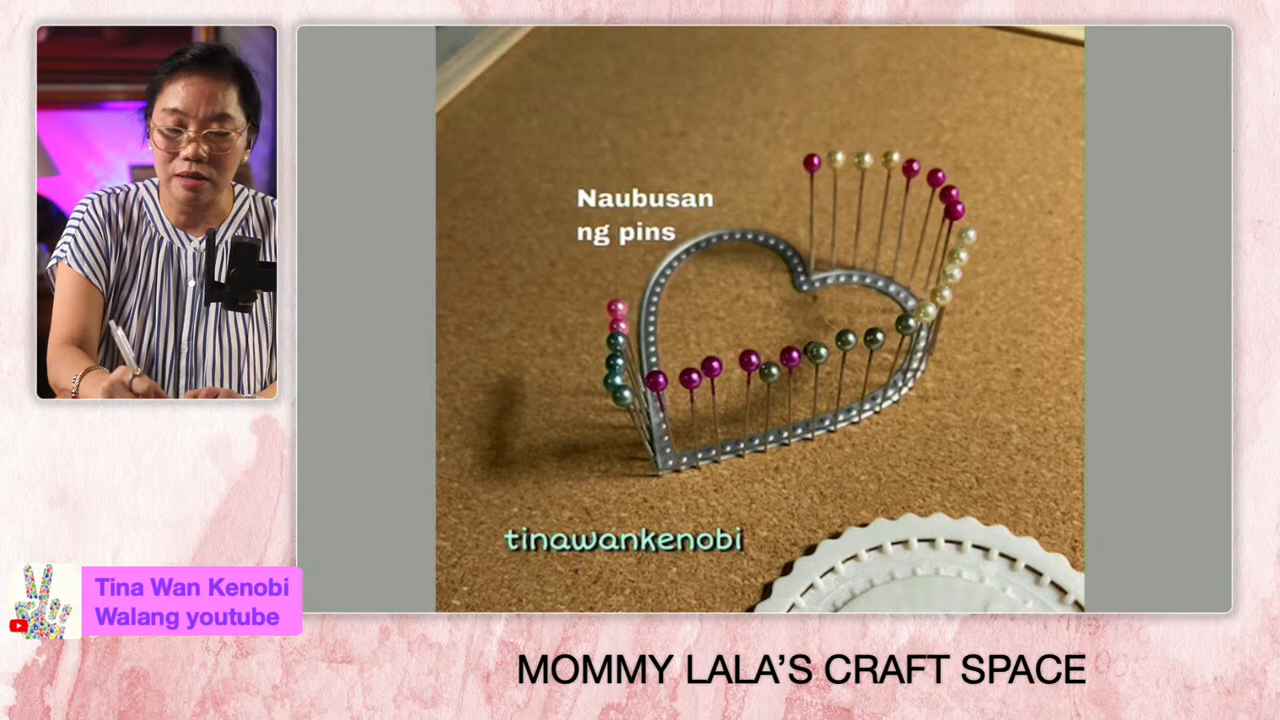 Naubusan
ng pins
tinawankenobi
Tina Wan Kenobi
Walang youtube
MOMMY LALA'S CRAFT SPACE